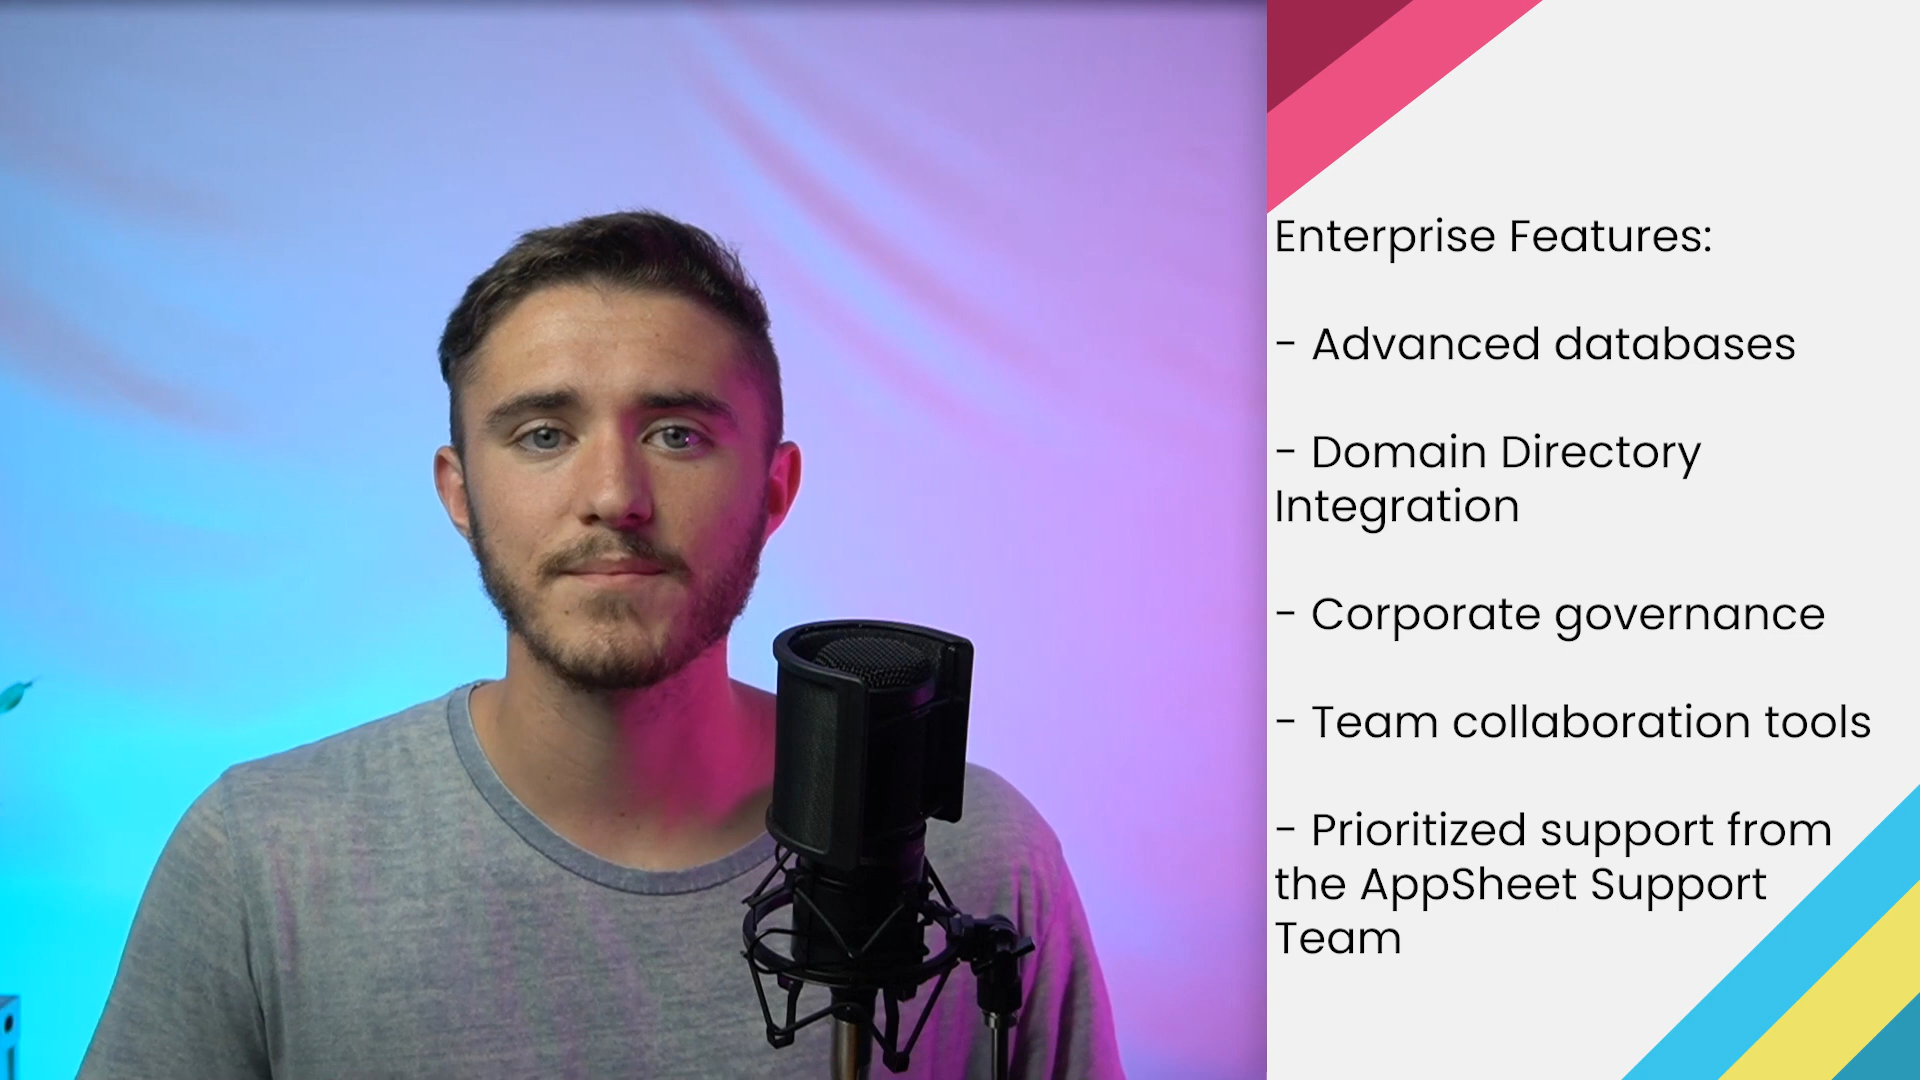 Enterprise Features:
- Advanced databases
- Domain Directory
Integration
- Corporate governance
- Team collaboration tools
- Prioritized support from
the AppSheet Support
Team